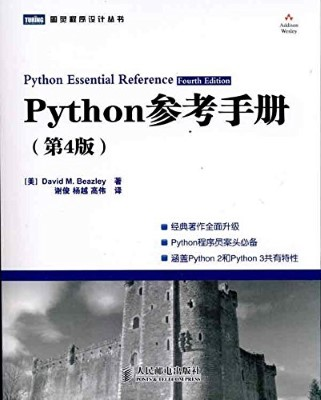 TURING 图灵程序设计丛书
Addison
Wesley
Python Essential Reference Fourth Edition
Python参考手册
（第4版）
[美] David M. Beazley 著
谢俊 杨越 高伟 译
经典著作全面升级
Python程序员案头必备
涵盖Python 2和Python 3共有特性
人民邮电出版社
POSTS & TELECOM PRESS